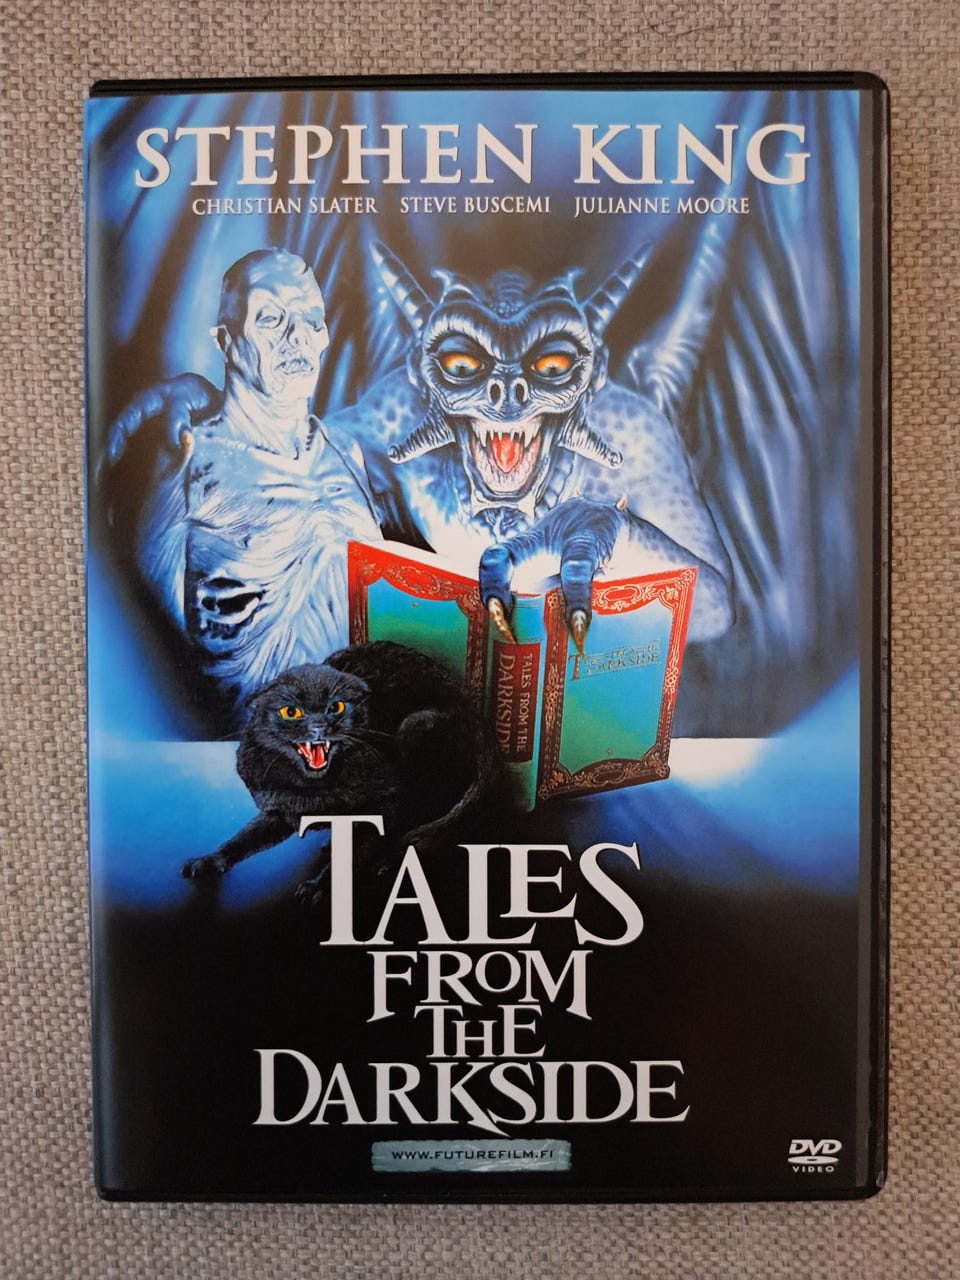 STEPHEN KING
CHRISTIAN SLATER STEVE BUSCEMI JULIANNE MOORE
TALES FROM THE
DARKSIDE
TALES FROM THE
DARKSIDE
TALES
FROM
THE
DARKSIDE
WWW.FUTUREFILM.FI
DVD
VIDEO